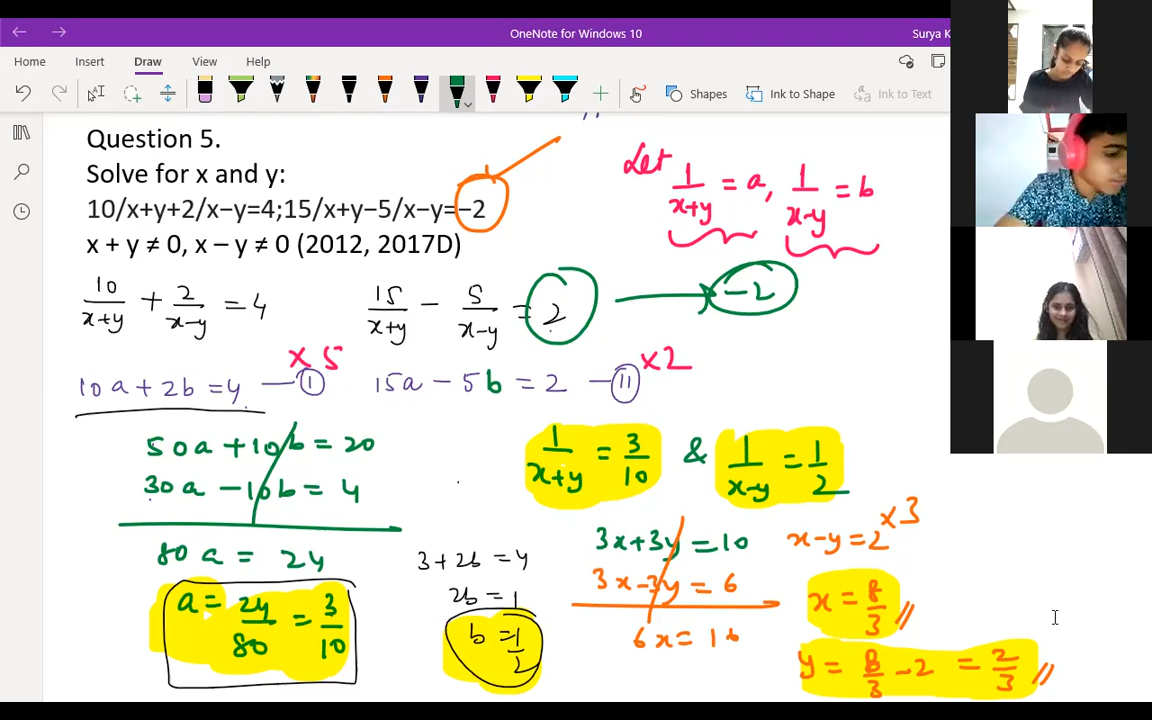 OneNote for Windows 10
Surya K
Home Insert Draw View Help
Shapes Ink to Shape Ink to Text
Question 5.
Solve for x and y:
10/x+y+2/x−y=4;15/x+y−5/x−y=−2
x + y ≠ 0, x – y ≠ 0 (2012, 2017D)
Let 1/x+y = a, 1/x-y = b
10/x+y + 2/x-y = 4 15/x+y − 5/x-y = 2 → −2
10a + 2b = 4 — ① ×5 15a − 5b = 2 — ⑪ ×2
50a + 10b = 20
30a − 10b = 4
80a = 24
a = 24/80 = 3/10
3 + 2b = 4
2b = 1
b = 1/2
1/x+y = 3/10 & 1/x-y = 1/2
3x+3y = 10 x-y = 2 ×3
3x-3y = 6
6x = 16
x = 8/3 //
y = 8/3 − 2 = 2/3 //